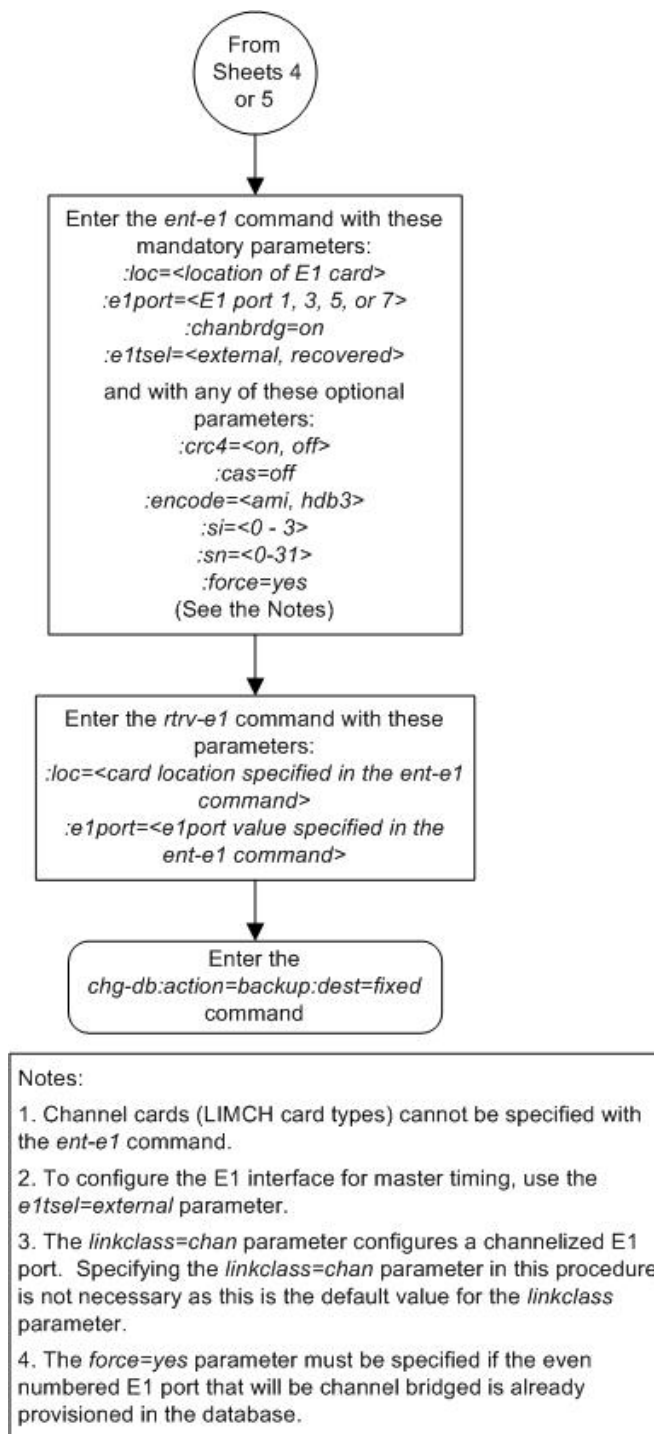 From
Sheets 4
or 5
Enter the ent-e1 command with these
mandatory parameters:
:loc=<location of E1 card>
:e1port=<E1 port 1, 3, 5, or 7>
:chanbrdg=on
:e1tsel=<external, recovered>
and with any of these optional
parameters:
:crc4=<on, off>
:cas=off
:encode=<ami, hdb3>
:si=<0 - 3>
:sn=<0-31>
:force=yes
(See the Notes)
Enter the rtrv-e1 command with these
parameters:
:loc=<card location specified in the ent-e1
command>
:e1port=<e1port value specified in the
ent-e1 command>
Enter the
chg-db:action=backup:dest=fixed
command
Notes:
1. Channel cards (LIMCH card types) cannot be specified with
the ent-e1 command.
2. To configure the E1 interface for master timing, use the
e1tsel=external parameter.
3. The linkclass=chan parameter configures a channelized E1
port.  Specifying the linkclass=chan parameter in this procedure
is not necessary as this is the default value for the linkclass
parameter.
4. The force=yes parameter must be specified if the even
numbered E1 port that will be channel bridged is already
provisioned in the database.